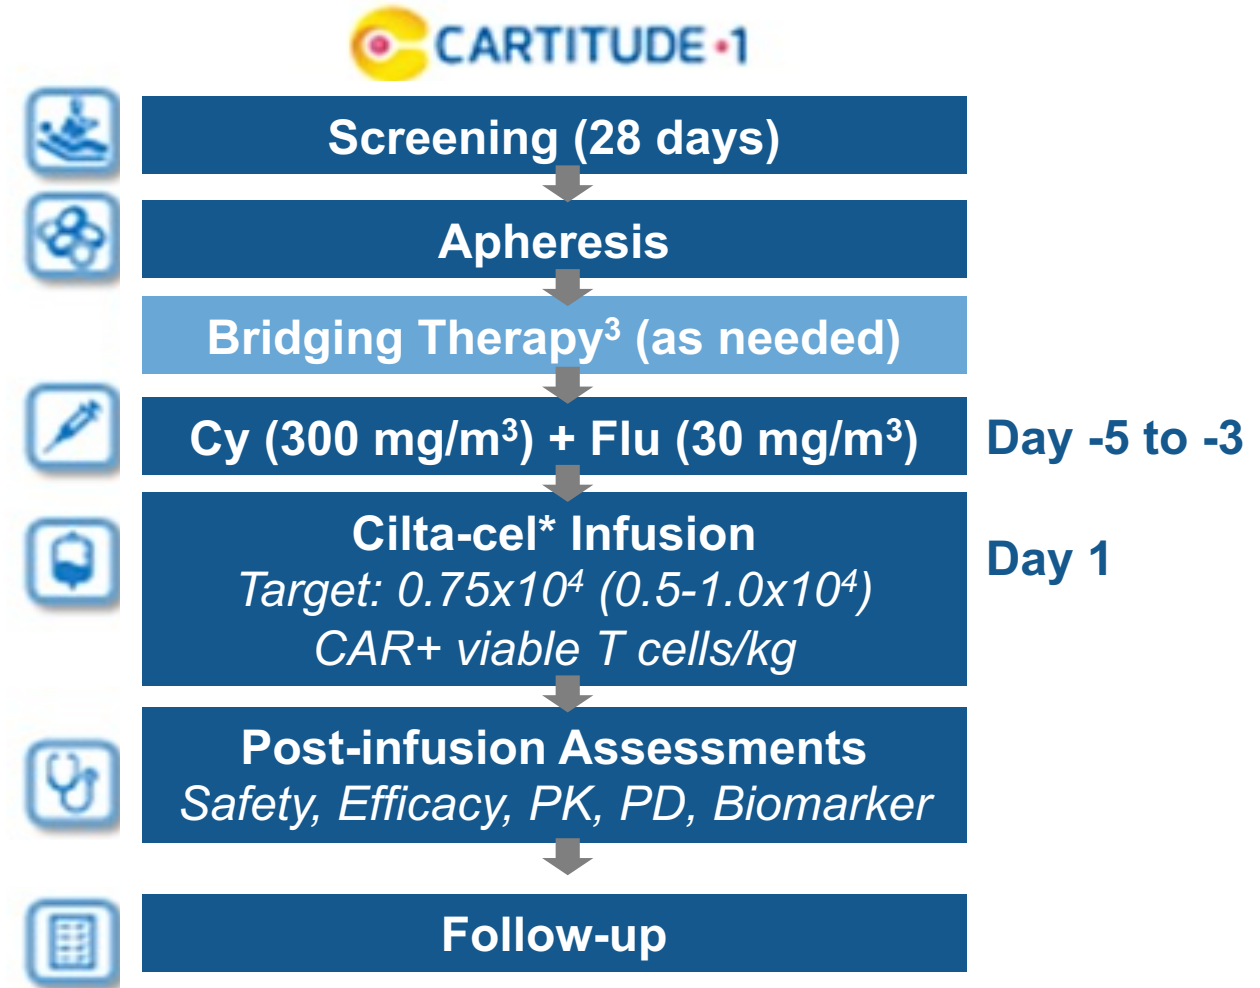 CARTITUDE-1
Screening (28 days)
Apheresis
Bridging Therapy³ (as needed)
Cy (300 mg/m³) + Flu (30 mg/m³)
Day -5 to -3
Cilta-cel* Infusion
Target: 0.75x10⁴ (0.5-1.0x10⁴)
CAR+ viable T cells/kg
Day 1
Post-infusion Assessments
Safety, Efficacy, PK, PD, Biomarker
Follow-up